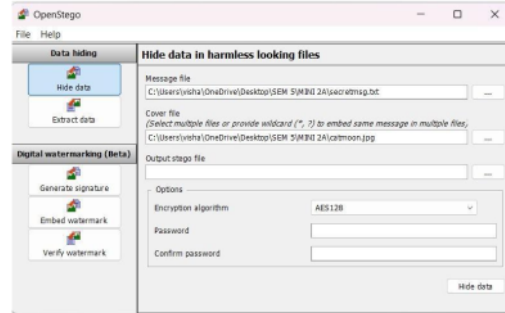 OpenStego
File Help
Data hiding
Hide data
Extract data
Digital watermarking (Beta)
Generate signature
Embed watermark
Verify watermark
Hide data in harmless looking files
Message file
C:\Users\visha\OneDrive\Desktop\SEM 5\MINI 2A\secretmsg.txt
...
Cover file
(Select multiple files or provide wildcard (*, ?) to embed same message in multiple files,
C:\Users\visha\OneDrive\Desktop\SEM 5\MINI 2A\catmoon.jpg
...
Output stego file
...
Options
Encryption algorithm AES128
Password
Confirm password
Hide data